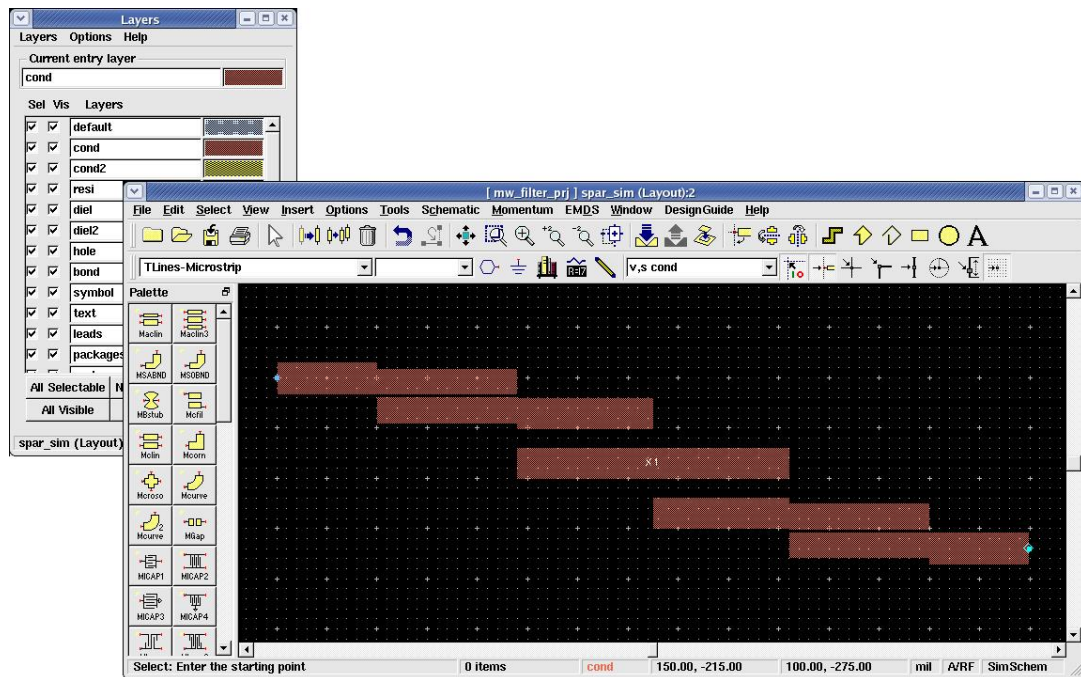 Layers
Layers Options Help
Current entry layer
cond
Sel Vis Layers
default
cond
cond2
resi
diel
diel2
hole
bond
symbol
text
leads
packages
All Selectable N
All Visible
spar_sim (Layout)
[ mw_filter_prj ] spar_sim (Layout):2
File Edit Select View Insert Options Tools Schematic Momentum EMDS Window DesignGuide Help
TLines-Microstrip
v,s cond
Palette
Maclin Maclin3
MSABND MSOBND
MBstub Mcfil
Mclin Mcorn
Mcroso Mcurve
Mcurve MGap
MICAP1 MICAP2
MICAP3 MICAP4
X1
Select: Enter the starting point 0 items cond 150.00, -215.00 100.00, -275.00 mil A/RF SimSchem